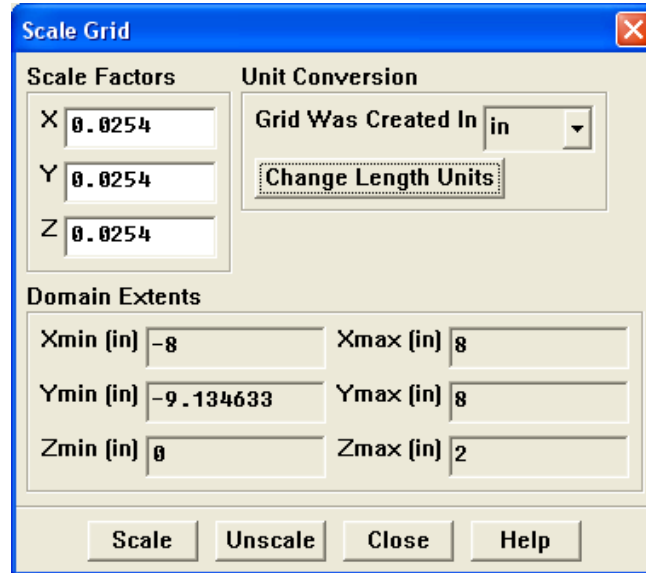 Scale Grid
Scale Factors Unit Conversion
X 0.0254 Grid Was Created In in
Y 0.0254 Change Length Units
Z 0.0254
Domain Extents
Xmin (in) -8 Xmax (in) 8
Ymin (in) -9.134633 Ymax (in) 8
Zmin (in) 0 Zmax (in) 2
Scale Unscale Close Help